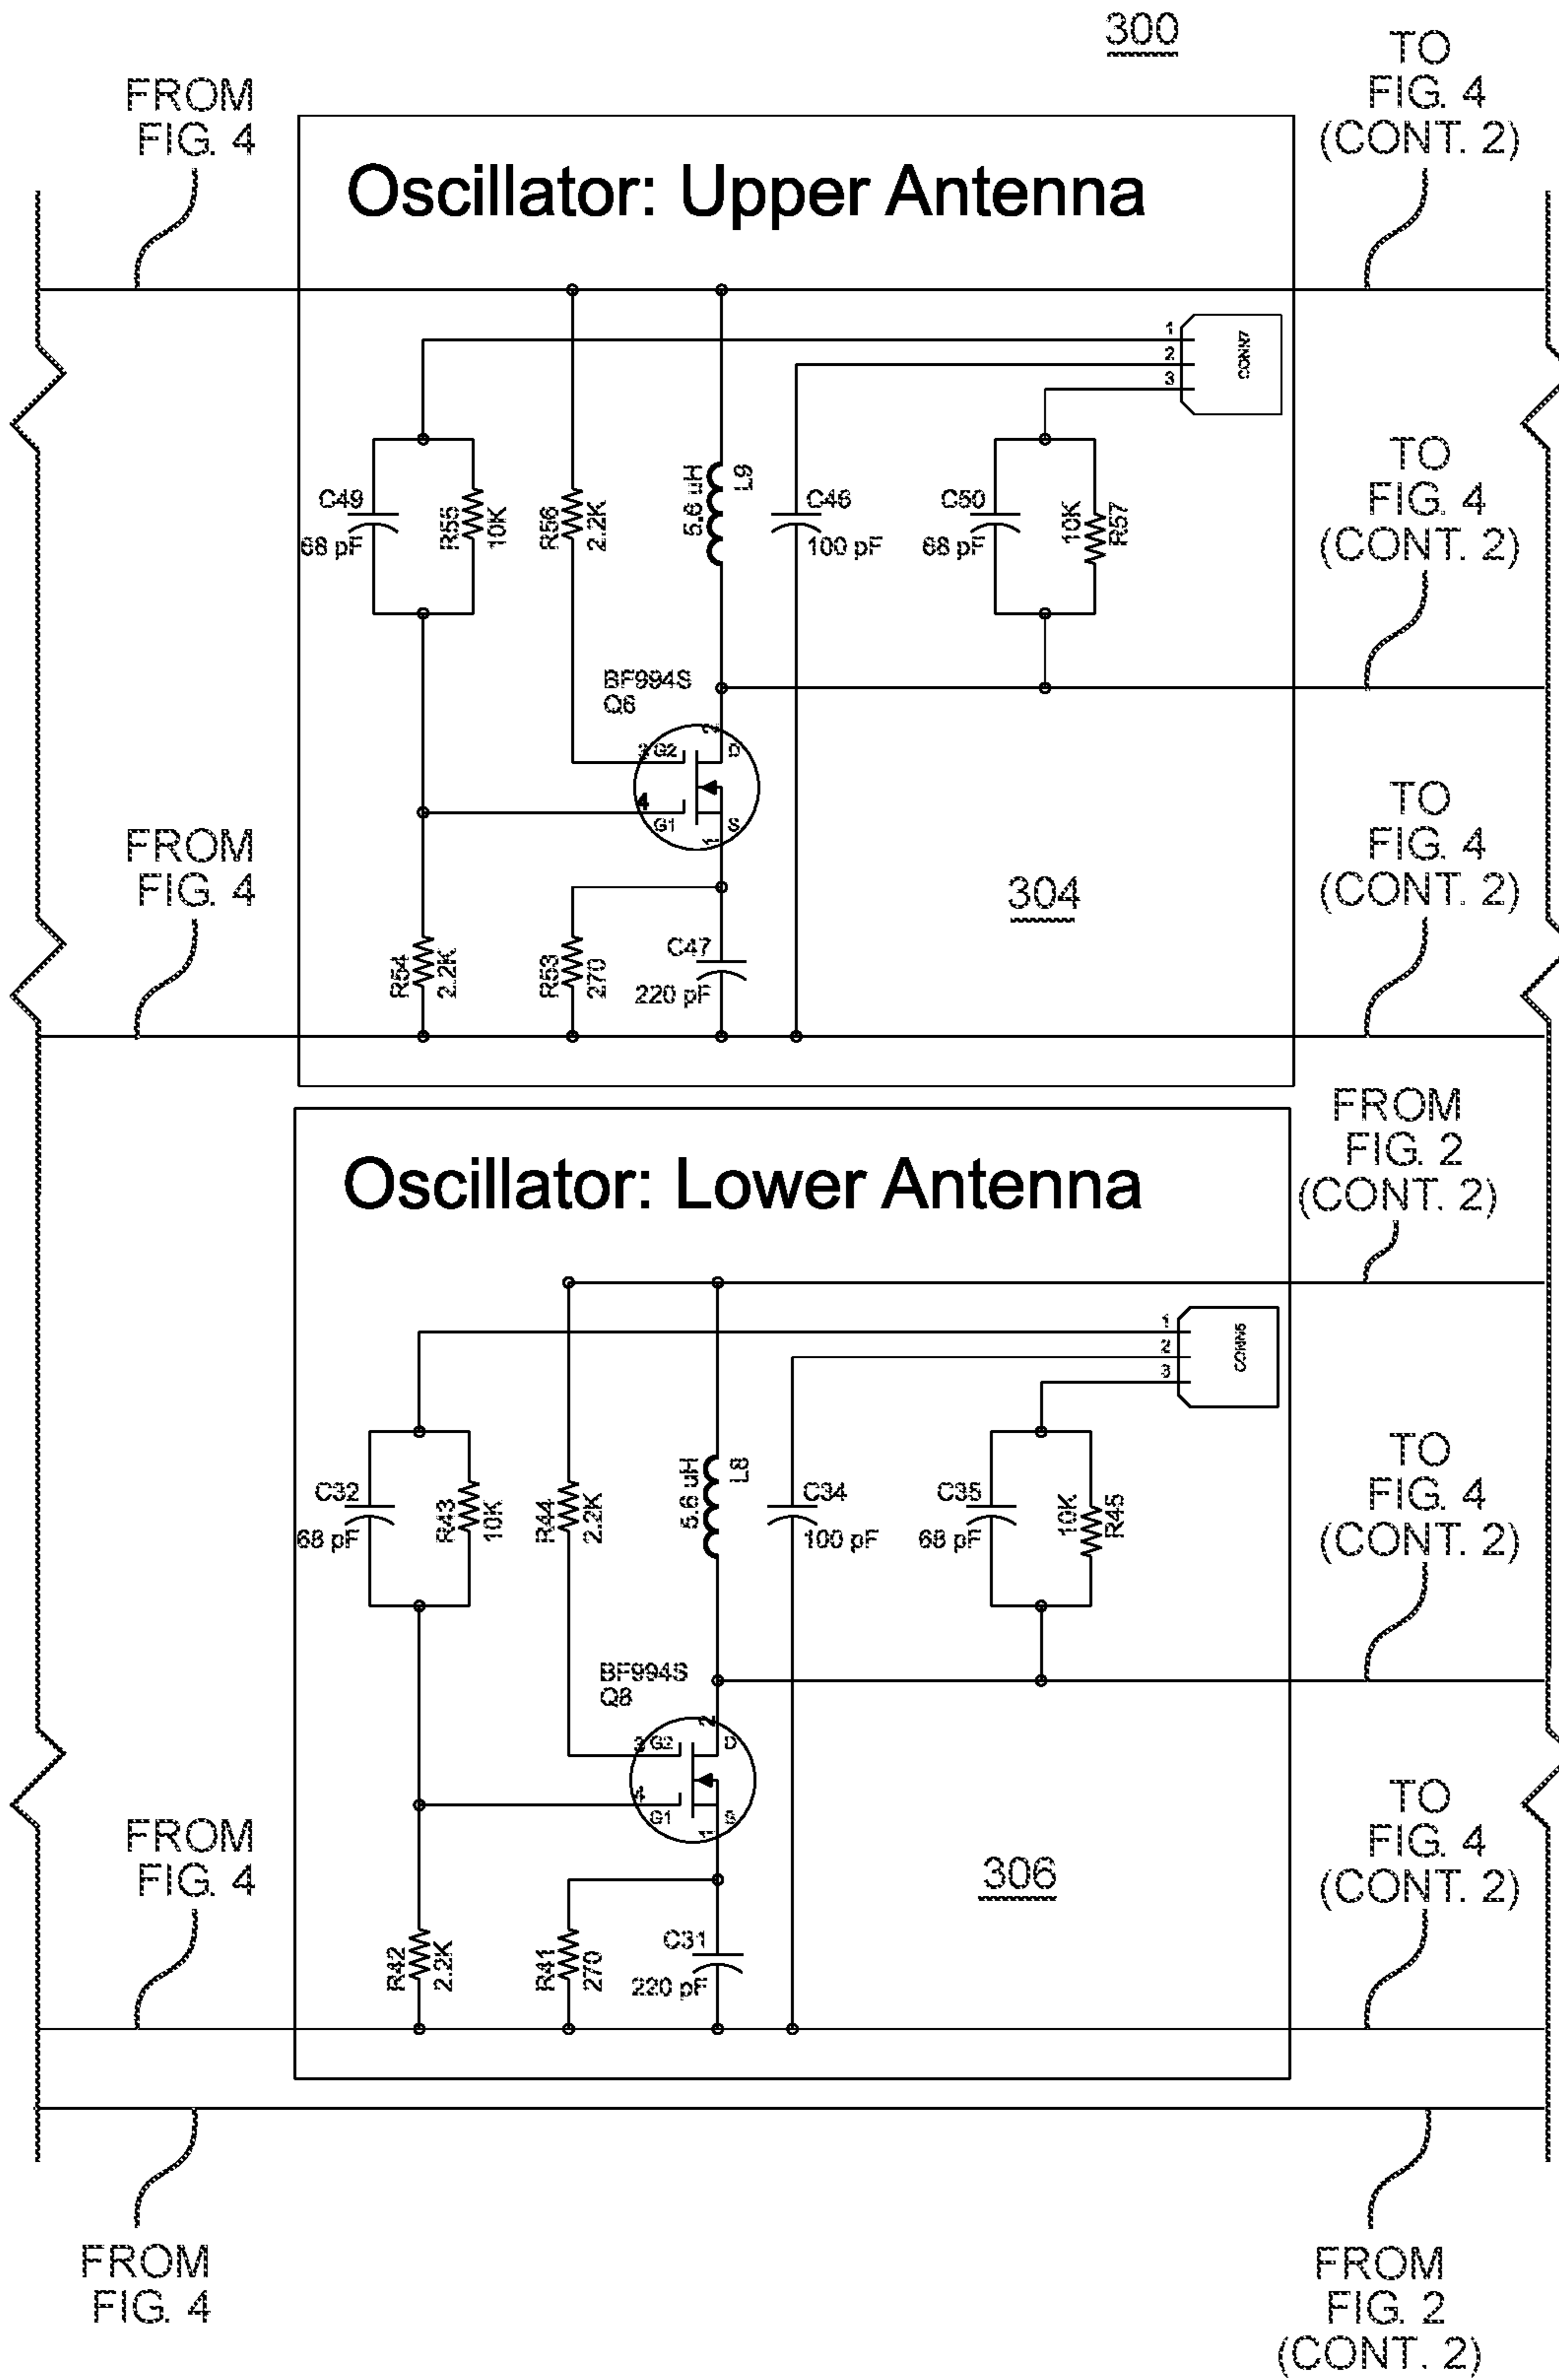 300
FROM
FIG. 4
TO
FIG. 4
(CONT. 2)
Oscillator: Upper Antenna
1
2
3
CONN7
C49
68 pF
R55
10K
R56
2.2K
5.6 uH
L9
C46
100 pF
C50
68 pF
10K
R57
TO
FIG. 4
(CONT. 2)
BF994S
Q6
2
3
G2
D
4
G1
S
1
FROM
FIG. 4
304
TO
FIG. 4
(CONT. 2)
R54
2.2K
R53
270
C47
220 pF
FROM
FIG. 2
(CONT. 2)
Oscillator: Lower Antenna
1
2
3
CONN5
C32
68 pF
R43
10K
R44
2.2K
5.6 uH
L8
C34
100 pF
C35
68 pF
10K
R45
TO
FIG. 4
(CONT. 2)
BF994S
Q8
2
3
G2
D
4
G1
S
1
FROM
FIG. 4
306
TO
FIG. 4
(CONT. 2)
R42
2.2K
R41
270
C31
220 pF
FROM
FIG. 4
FROM
FIG. 2
(CONT. 2)